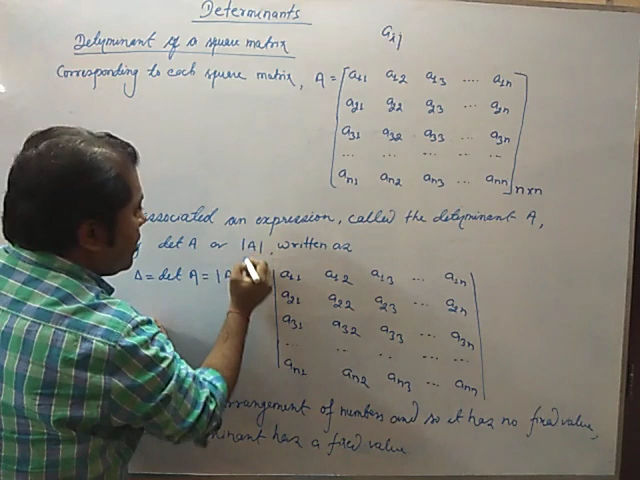 Determinants
a_ij
Determinant of a square matrix
Corresponding to each square matrix, A = [ a11 a12 a13 .... a1n
a21 a22 a23 ... a2n
a31 a32 a33 ... a3n
... ... ... ... ...
an1 an2 an3 ... ann ] n×n
associated an expression, called the determinant A,
det A or |A|, written as
Δ = det A = |A a11 a12 a13 ... a1n
a21 a22 a23 ... a2n
a31 a32 a33 ... a3n
... .. .. ... ...
an1 an2 an3 ... ann
arrangement of numbers and so it has no fixed value,
has a fixed value.